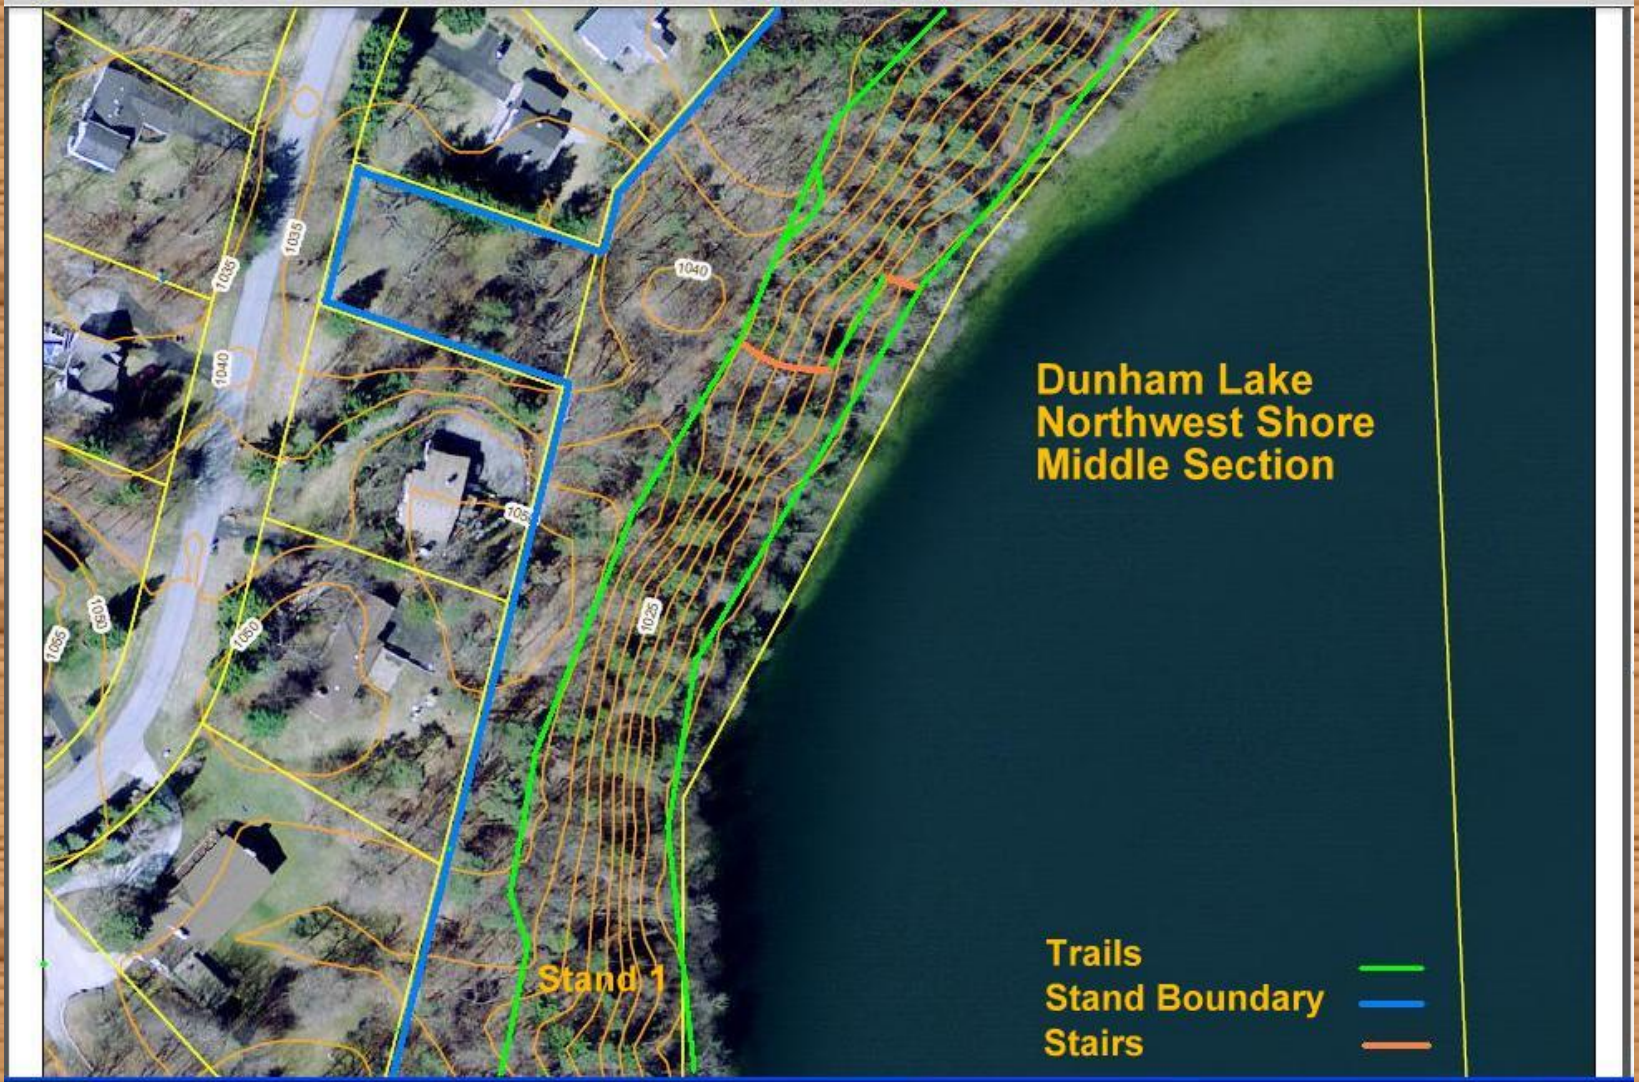 1035
1035
1040
1040
1050
1055
1050
1025
Dunham Lake
Northwest Shore
Middle Section
Stand 1
Trails
Stand Boundary
Stairs